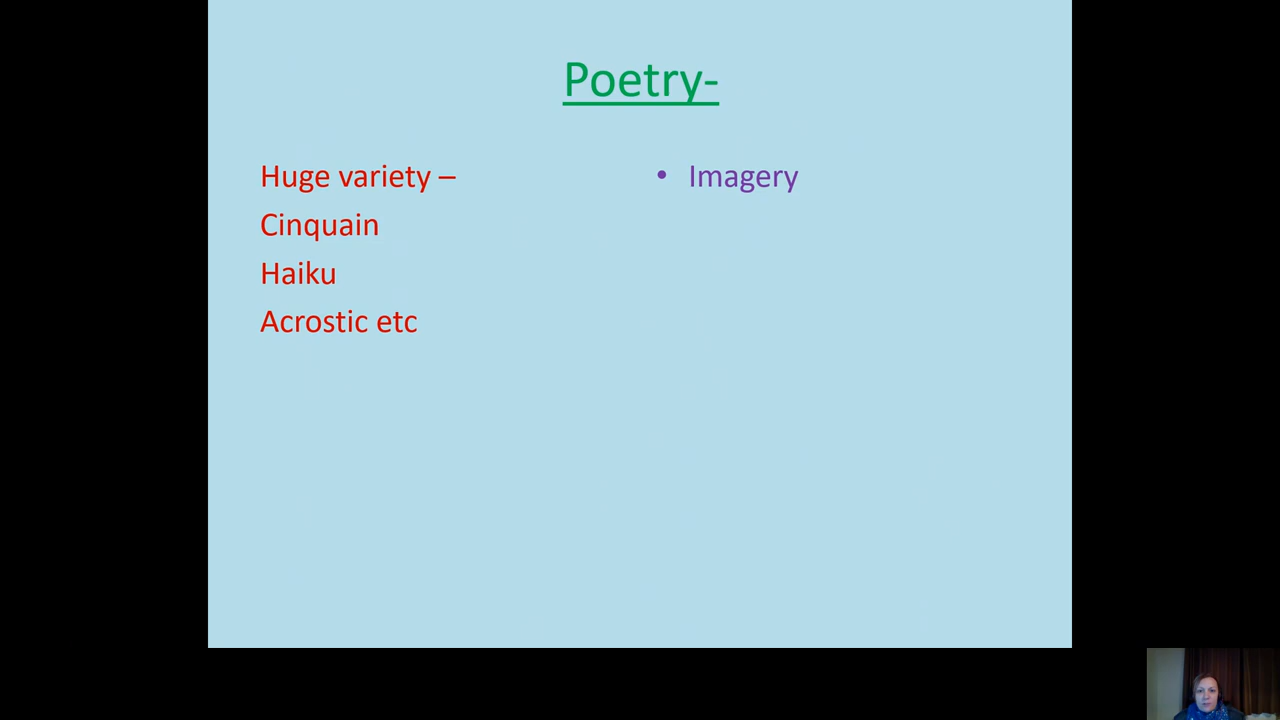 Poetry-
Huge variety –
Cinquain
Haiku
Acrostic etc
• Imagery